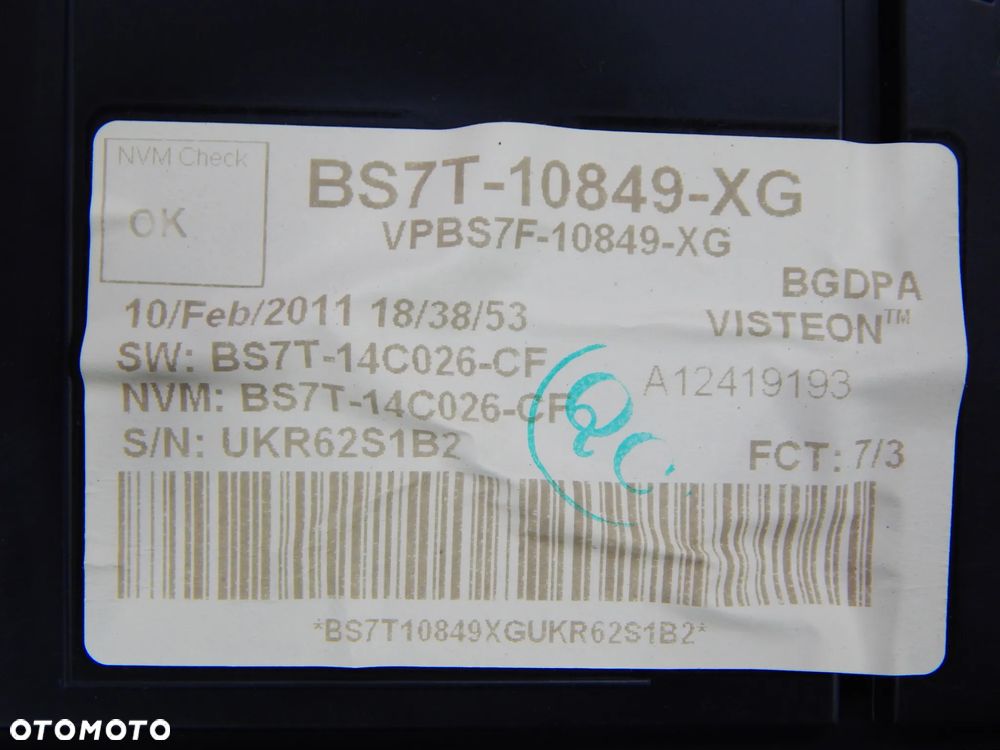 NVM Check
OK
BS7T-10849-XG
VPBS7F-10849-XG
BGDPA
10/Feb/2011 18/38/53
VISTEON™
SW: BS7T-14C026-CF
A12419193
NVM: BS7T-14C026-CF
QC
S/N: UKR62S1B2
FCT: 7/3
*BS7T10849XGUKR62S1B2*
OTOMOTO